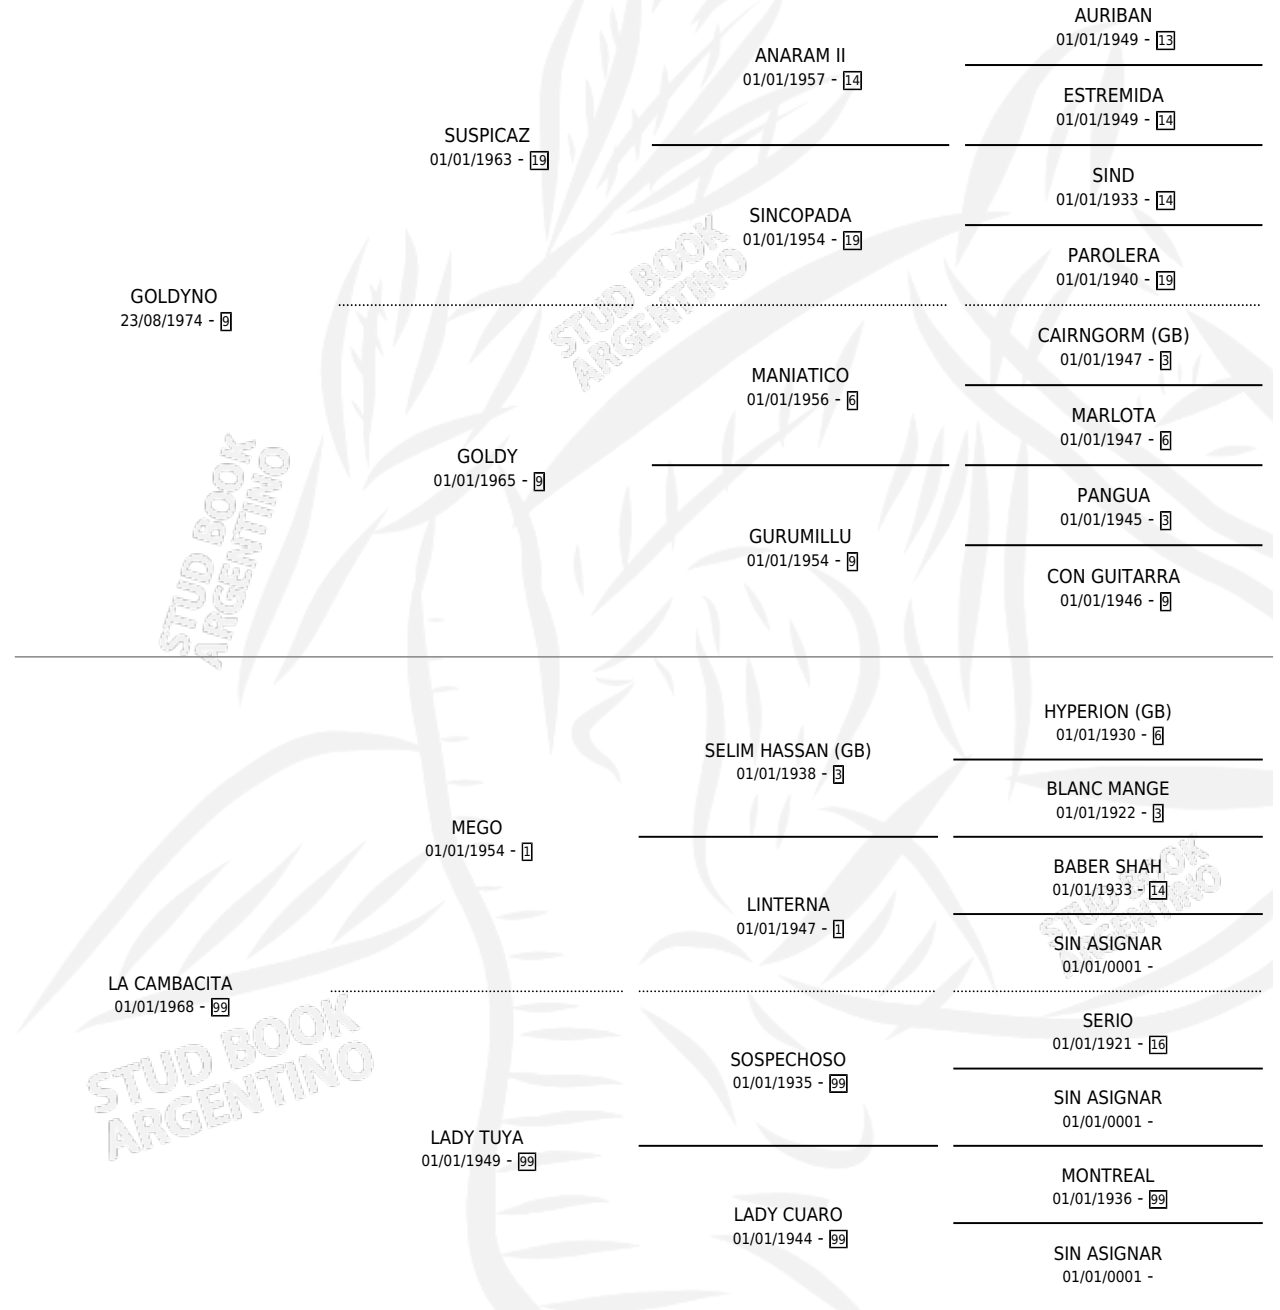 AURIBAN
01/01/1949 - 13
ANARAM II
01/01/1957 - 14
ESTREMIDA
01/01/1949 - 14
SUSPICAZ
01/01/1963 - 19
SIND
01/01/1933 - 14
SINCOPADA
01/01/1954 - 19
PAROLERA
01/01/1940 - 19
GOLDYNO
23/08/1974 - 9
STUD BOOK
ARGENTINO
CAIRNGORM (GB)
01/01/1947 - 3
MANIATICO
01/01/1956 - 6
MARLOTA
01/01/1947 - 6
GOLDY
01/01/1965 - 9
PANGUA
01/01/1945 - 3
GURUMILLU
01/01/1954 - 9
CON GUITARRA
01/01/1946 - 9
STUD BOOK
ARGENTINO
HYPERION (GB)
01/01/1930 - 6
SELIM HASSAN (GB)
01/01/1938 - 3
BLANC MANGE
01/01/1922 - 3
MEGO
01/01/1954 - 1
BABER SHAH
01/01/1933 - 14
LINTERNA
01/01/1947 - 1
SIN ASIGNAR
01/01/0001 -
STUD BOOK
ARGENTINO
LA CAMBACITA
01/01/1968 - 99
SERIO
01/01/1921 - 16
SOSPECHOSO
01/01/1935 - 99
SIN ASIGNAR
01/01/0001 -
STUD BOOK
ARGENTINO
LADY TUYA
01/01/1949 - 99
MONTREAL
01/01/1936 - 99
LADY CUARO
01/01/1944 - 99
SIN ASIGNAR
01/01/0001 -